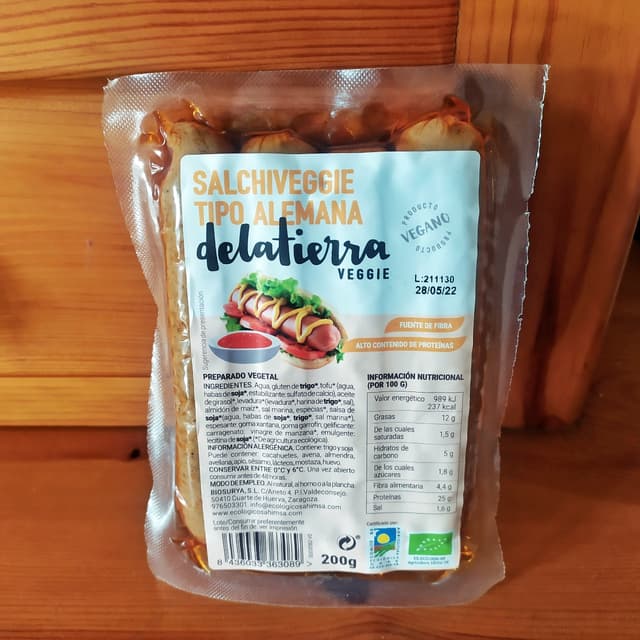 SALCHIVEGGIE
TIPO ALEMANA
delatierra
VEGGIE
PRODUCTO
VEGANO
PRODUCTO
L:211130
28/05/22
Sugerencia de presentación
FUENTE DE FIBRA
ALTO CONTENIDO DE PROTEÍNAS
PREPARADO VEGETAL
INGREDIENTES. Agua, gluten de trigo*, tofu* (agua,
habas de soja*, estabilizante: sulfato de calcio), aceite
de girasol*, levadura* (levadura*, harina de trigo*, sal),
almidón de maíz*, sal marina, especias*, salsa de
soja* (agua, habas de soja*, trigo*, sal marina*),
espesante: goma xantana, goma garrofín, gelificante:
carragenato; vinagre de manzana*, emulgente:
lecitina de soja*. (*De agricultura ecológica).
INFORMACIÓN ALERGÉNICA. Contiene: trigo y soja.
Puede contener: cacahuetes, avena, almendra,
avellana, apio, sésamo, lácteos, mostaza, huevo.
CONSERVAR ENTRE 0°C y 6°C. Una vez abierto
consumir antes de 48 horas.
MODO DE EMPLEO. Al natural, al horno o a la plancha.
BIOSURYA, S.L. C/Aneto 4. P.I. Valdeconsejo.
50410 Cuarte de Huerva, Zaragoza.
976503301. info@ecologicosahimsa.com
www.ecologicosahimsa.com
Lote/Consumir preferentemente
antes del fin de: ver impresión
8 436033 363089
200g
INFORMACIÓN NUTRICIONAL
(POR 100 G)
Valor energético 989 kJ
237 kcal
Grasas 12 g
De las cuales
saturadas 1,5 g
Hidratos de
carbono 5 g
De los cuales
azúcares 1,8 g
Fibra alimentaria 4,4 g
Proteínas 25 g
Sal 1,6 g
Certificado por: